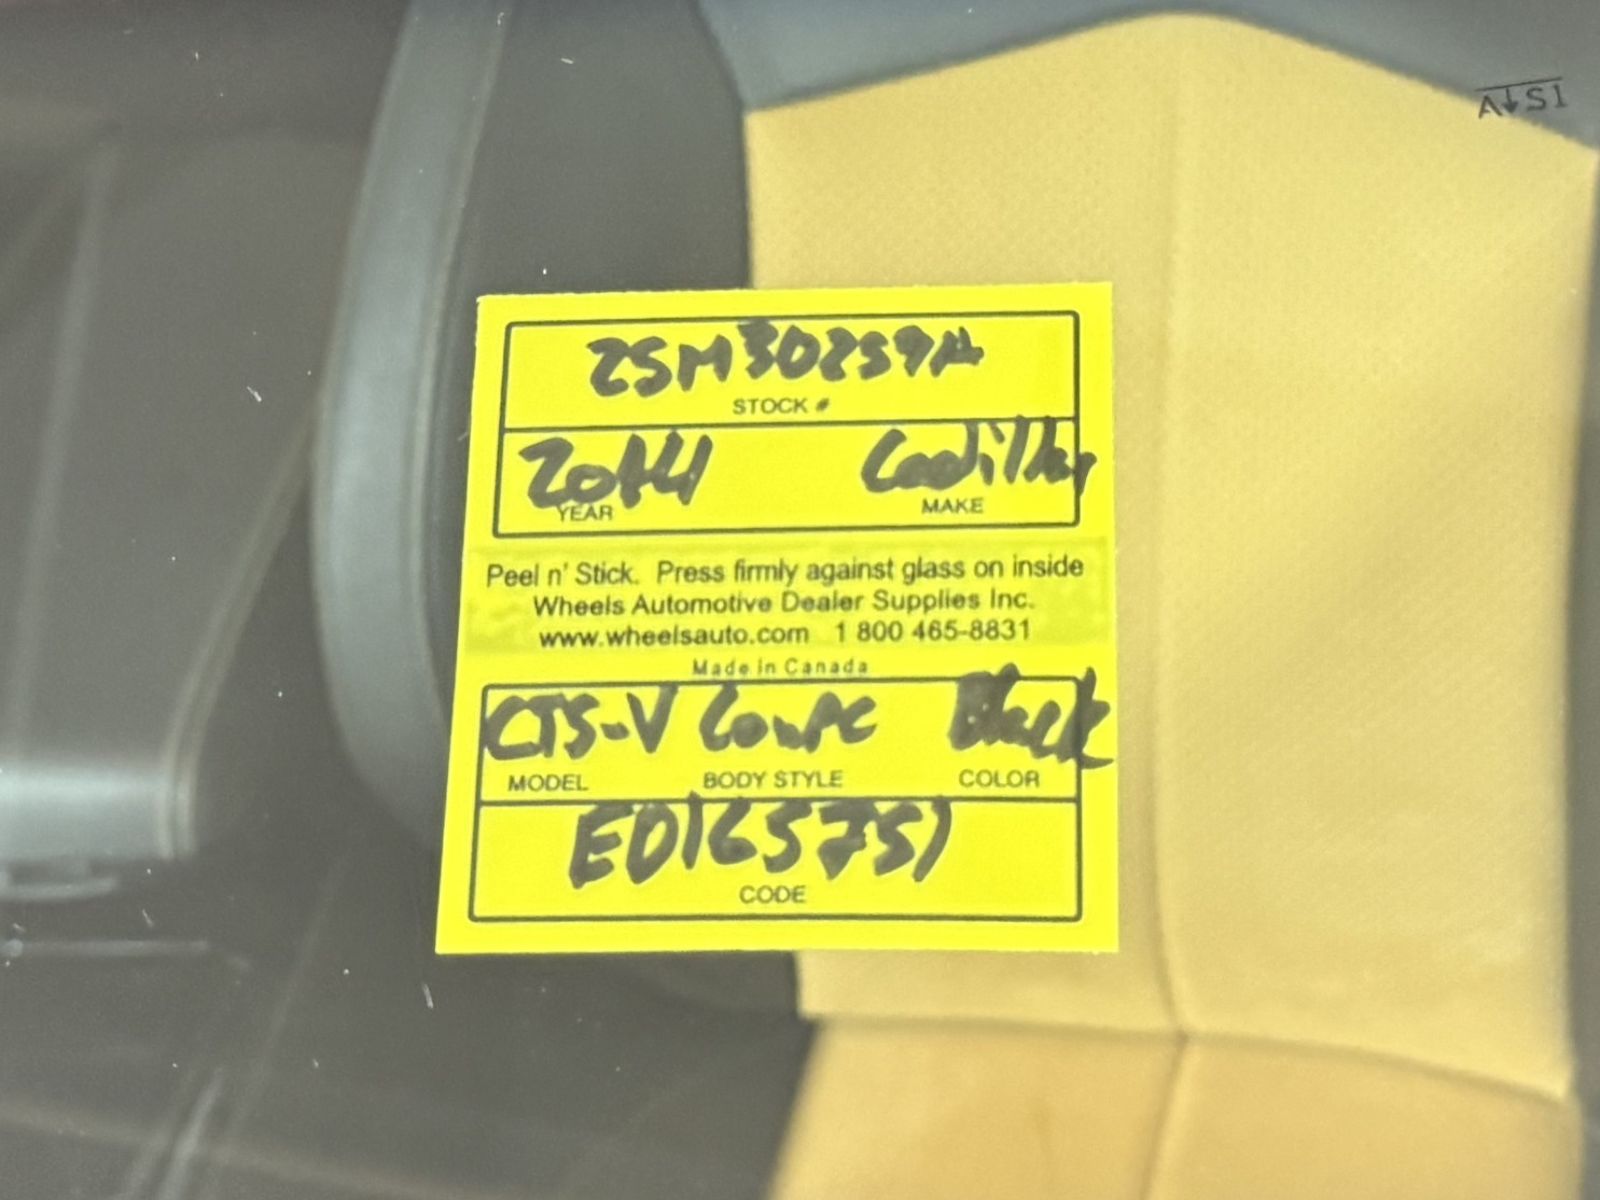 A↓S1
25M30259A
STOCK #
2014 Cadillac
YEAR MAKE
Peel n' Stick. Press firmly against glass on inside
Wheels Automotive Dealer Supplies Inc.
www.wheelsauto.com 1 800 465-8831
Made in Canada
CTS-V Coupe Black
MODEL BODY STYLE COLOR
E0165751
CODE